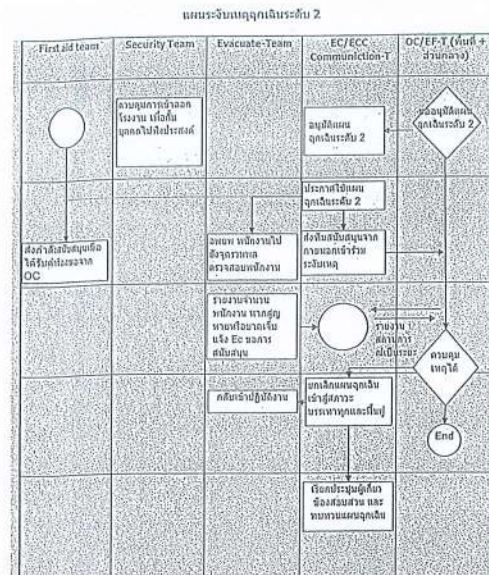 แผนระงับเหตุฉุกเฉินระดับ 2
First aid team
Security Team
Evacuate-Team
EC/ECC
Communiction-T
OC/EF-T (พื้นที่ +
ส่วนกลาง)
ควบคุมการเข้าออก
โรงงาน เพื่อกั้น
บุคคลไม่พึงประสงค์
อนุมัติแผน
ฉุกเฉินระดับ 2
ขออนุมัติแผน
ฉุกเฉินระดับ 2
ประกาศใช้แผน
ฉุกเฉินระดับ 2
ส่งกำลังสนับสนุนเมื่อ
ได้รับคำร้องขอจาก
OC
อพยพ พนักงานไป
ยังจุดรวมพล
ตรวจสอบพนักงาน
ส่งทีมสนับสนุนจาก
ภายนอกเข้าร่วม
ระงับเหตุ
รายงานจำนวน
พนักงาน หากสูญ
หายหรือบาดเจ็บ
แจ้ง Ec ขอการ
สนับสนุน
รายงาน
สถานการ
ณ์เป็นระยะ
ควบคุม
เหตุได้
กลับเข้าปฏิบัติงาน
ยกเลิกแผนฉุกเฉิน
เข้าสู่สภาวะ
บรรเทาทุกและฟื้นฟู
End
เรียกประชุมผู้เกี่ยว
ข้องสอบสวน และ
ทบทวนแผนฉุกเฉิน